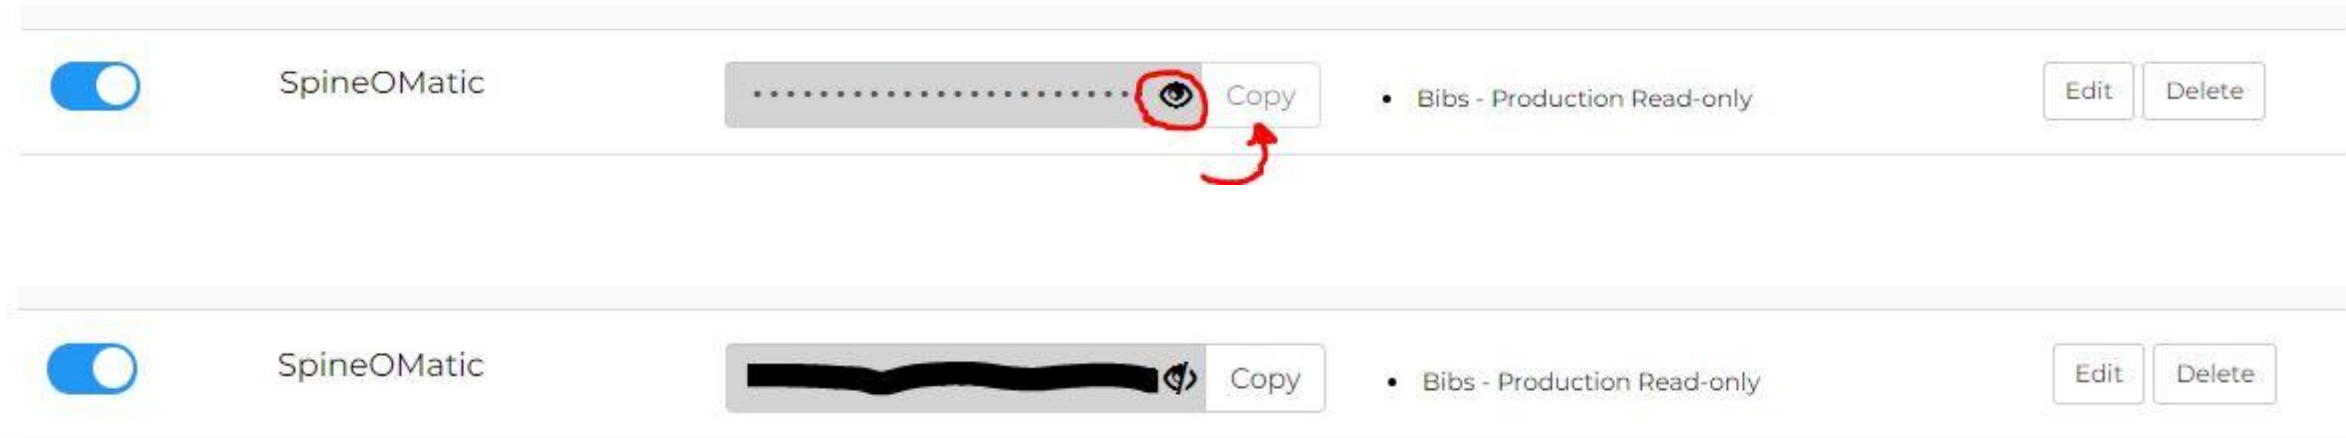 SpineOMatic ························ Copy • Bibs - Production Read-only Edit Delete
SpineOMatic Copy • Bibs - Production Read-only Edit Delete